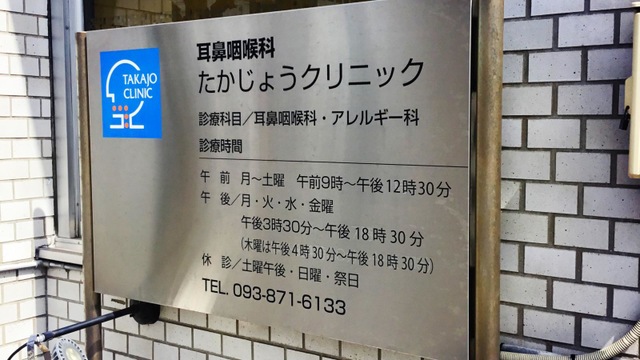 TAKAJO
CLINIC
耳鼻咽喉科
たかじょうクリニック
診療科目／耳鼻咽喉科・アレルギー科
診療時間
午 前 月～土曜 午前9時～午後12時30分
午 後／月・火・水・金曜
午後3時30分～午後18時30分
(木曜は午後4時30分～午後18時30分)
休 診／土曜午後・日曜・祭日
TEL. 093-871-6133